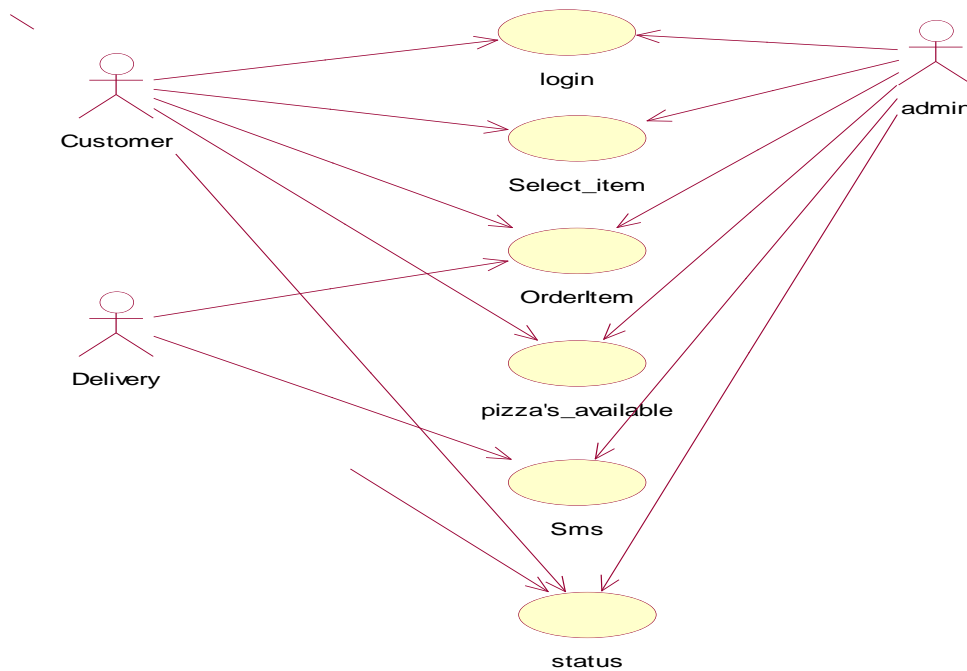 login
admin
Customer
Select_item
OrderItem
Delivery
pizza's_available
Sms
status